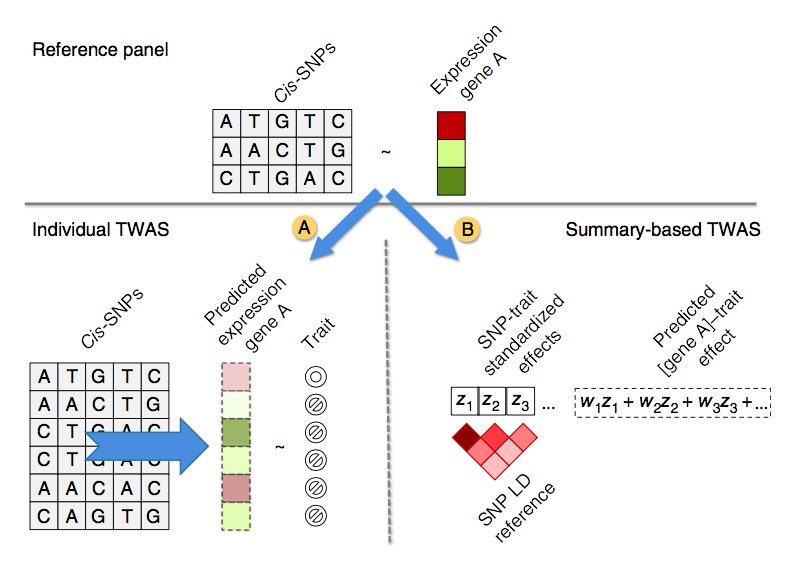 Reference panel
Cis-SNPs
Expression
gene A
A T G T C
A A C T G
C T G A C
~
Individual TWAS
A
B
Summary-based TWAS
Cis-SNPs
Predicted
expression
gene A
Trait
A T G T C
A A C T G
C T G A C
C T G A C
A A C A C
C A G T G
~
SNP-trait
standardized
effects
Predicted
[gene A]–trait
effect
z1 z2 z3 ...
w1z1 + w2z2 + w3z3 +...
SNP LD
reference